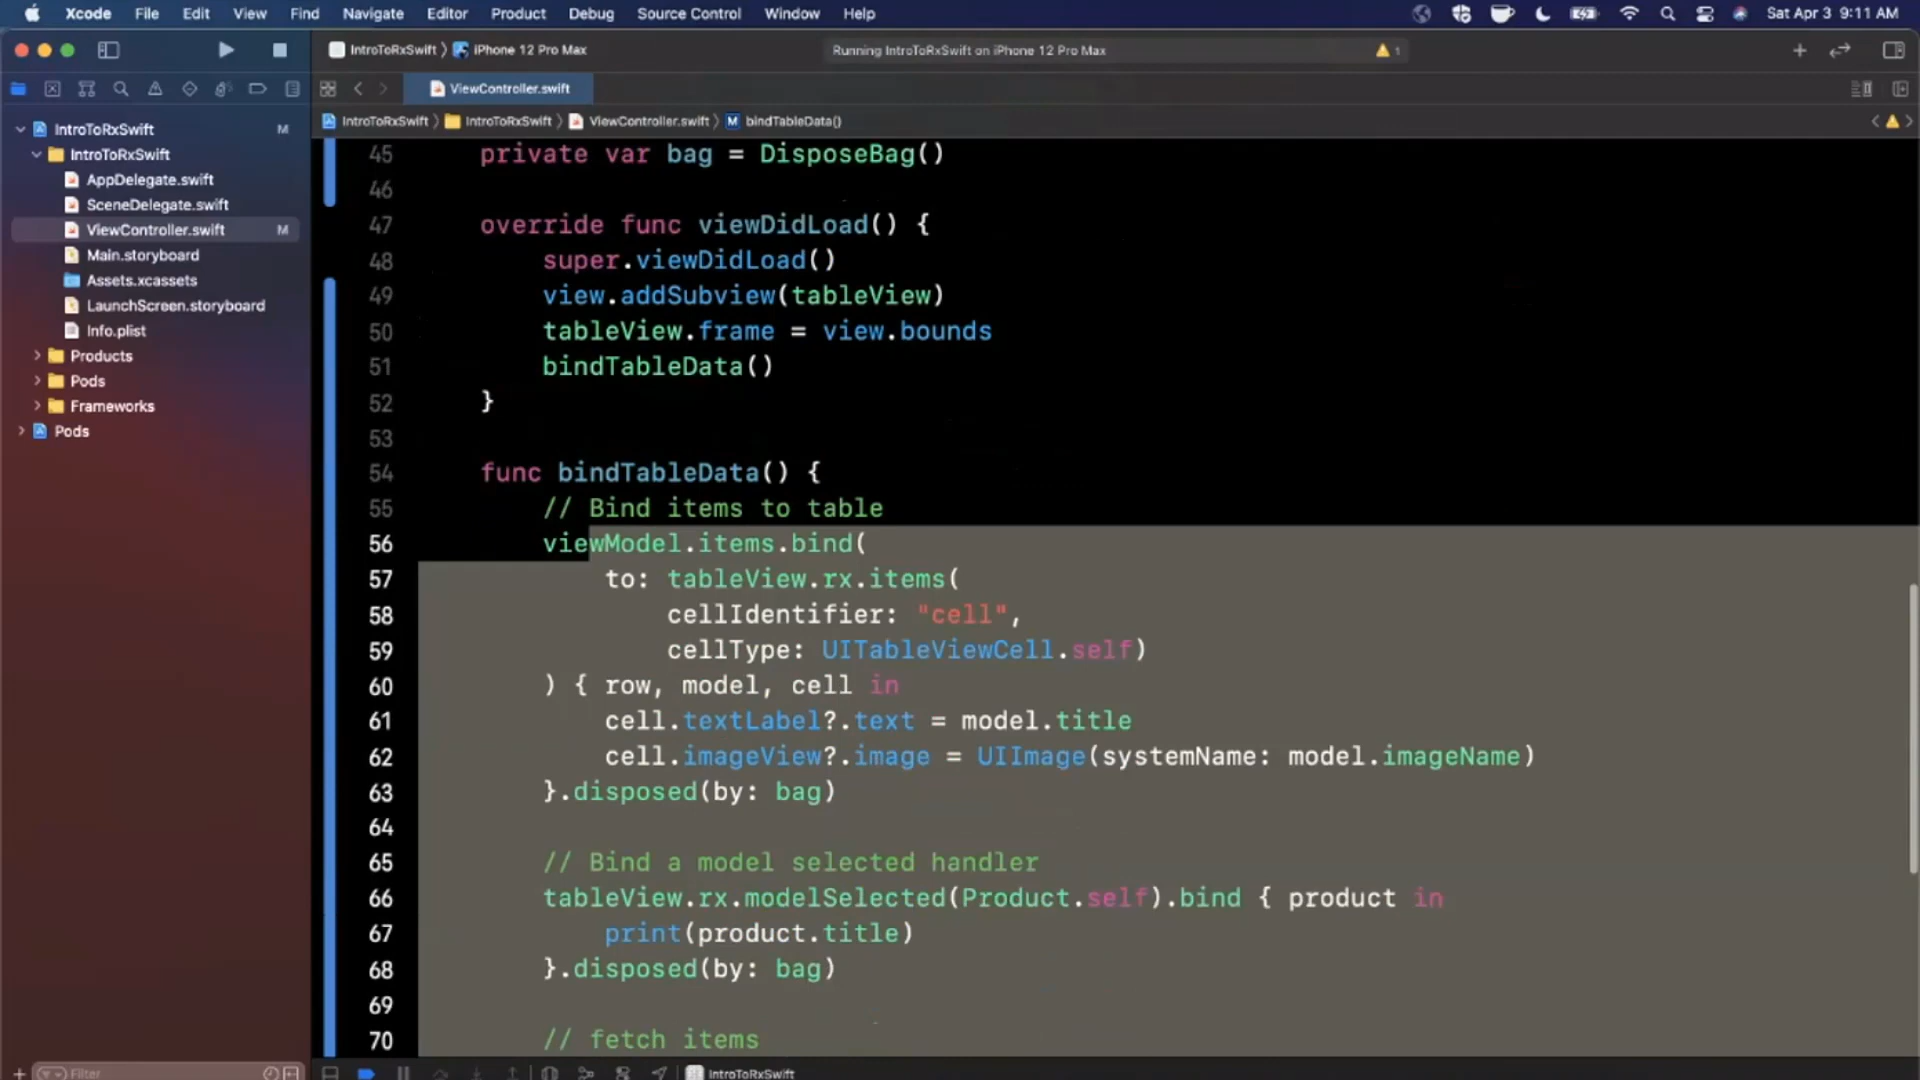 Xcode File Edit View Find Navigate Editor Product Debug Source Control Window Help Sat Apr 3 9:11 AM
IntroToRxSwift iPhone 12 Pro Max Running IntroToRxSwift on iPhone 12 Pro Max 1
ViewController.swift
IntroToRxSwift IntroToRxSwift ViewController.swift M bindTableData()
IntroToRxSwift M
IntroToRxSwift
AppDelegate.swift
SceneDelegate.swift
ViewController.swift M
Main.storyboard
Assets.xcassets
LaunchScreen.storyboard
Info.plist
Products
Pods
Frameworks
Pods
Filter
45 private var bag = DisposeBag()
46
47 override func viewDidLoad() {
48 super.viewDidLoad()
49 view.addSubview(tableView)
50 tableView.frame = view.bounds
51 bindTableData()
52 }
53
54 func bindTableData() {
55 // Bind items to table
56 viewModel.items.bind(
57 to: tableView.rx.items(
58 cellIdentifier: "cell",
59 cellType: UITableViewCell.self)
60 ) { row, model, cell in
61 cell.textLabel?.text = model.title
62 cell.imageView?.image = UIImage(systemName: model.imageName)
63 }.disposed(by: bag)
64
65 // Bind a model selected handler
66 tableView.rx.modelSelected(Product.self).bind { product in
67 print(product.title)
68 }.disposed(by: bag)
69
70 // fetch items
IntroToRxSwift